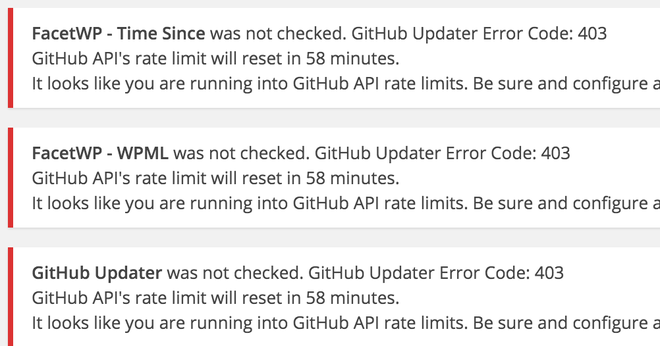 FacetWP - Time Since was not checked. GitHub Updater Error Code: 403
GitHub API's rate limit will reset in 58 minutes.
It looks like you are running into GitHub API rate limits. Be sure and configure a
FacetWP - WPML was not checked. GitHub Updater Error Code: 403
GitHub API's rate limit will reset in 58 minutes.
It looks like you are running into GitHub API rate limits. Be sure and configure a
GitHub Updater was not checked. GitHub Updater Error Code: 403
GitHub API's rate limit will reset in 58 minutes.
It looks like you are running into GitHub API rate limits. Be sure and configure a